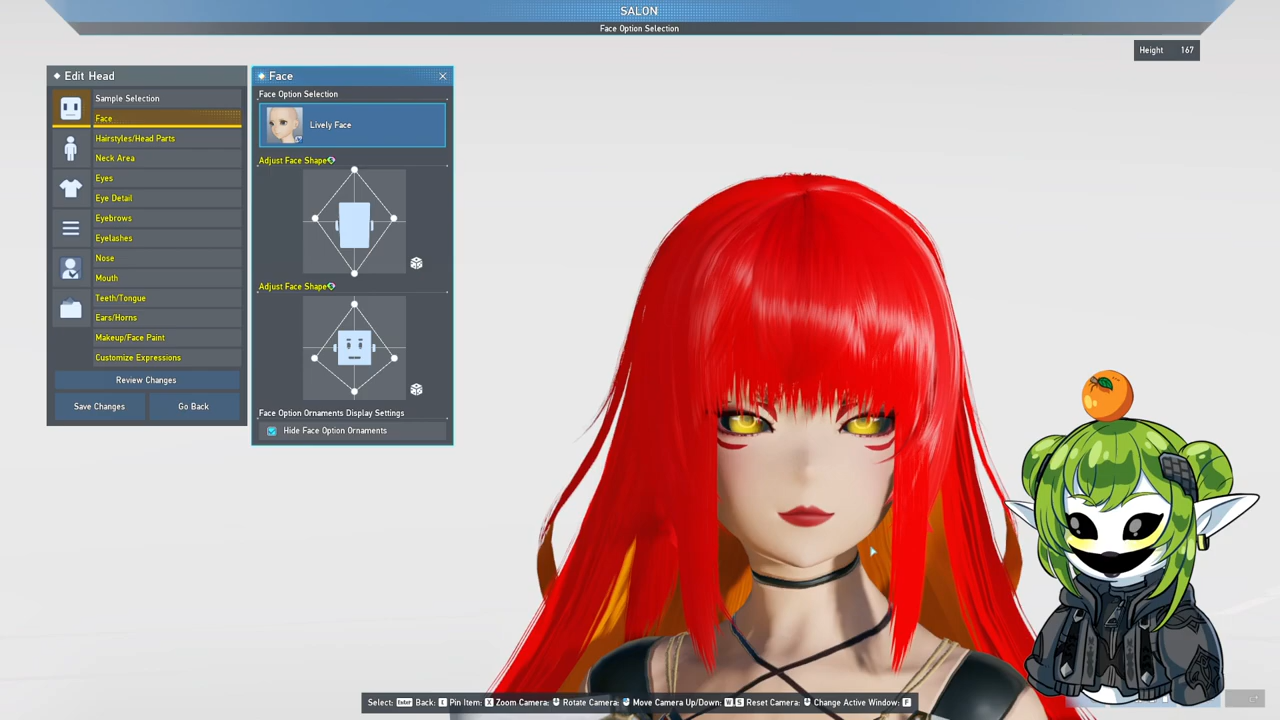 SALON
Face Option Selection
Height 167
Edit Head
Sample Selection
Face
Hairstyles/Head Parts
Neck Area
Eyes
Eye Detail
Eyebrows
Eyelashes
Nose
Mouth
Teeth/Tongue
Ears/Horns
Makeup/Face Paint
Customize Expressions
Review Changes
Save Changes
Go Back
Face
Face Option Selection
Lively Face
Adjust Face Shape
Adjust Face Shape
Face Option Ornaments Display Settings
Hide Face Option Ornaments
Select: Enter Back: C Pin Item: X Zoom Camera: Rotate Camera: Move Camera Up/Down: W S Reset Camera: Change Active Window: F